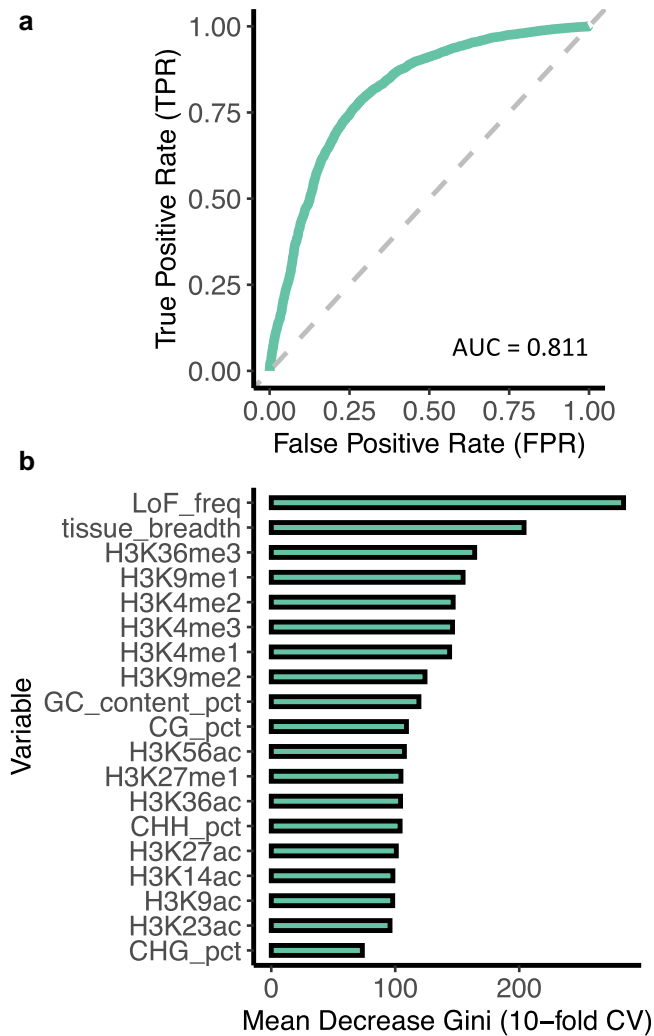 a
True Positive Rate (TPR)
1.00
0.75
0.50
0.25
0.00
AUC = 0.811
0.00 0.25 0.50 0.75 1.00
False Positive Rate (FPR)
b
Variable
LoF_freq
tissue_breadth
H3K36me3
H3K9me1
H3K4me2
H3K4me3
H3K4me1
H3K9me2
GC_content_pct
CG_pct
H3K56ac
H3K27me1
H3K36ac
CHH_pct
H3K27ac
H3K14ac
H3K9ac
H3K23ac
CHG_pct
0 100 200
Mean Decrease Gini (10−fold CV)